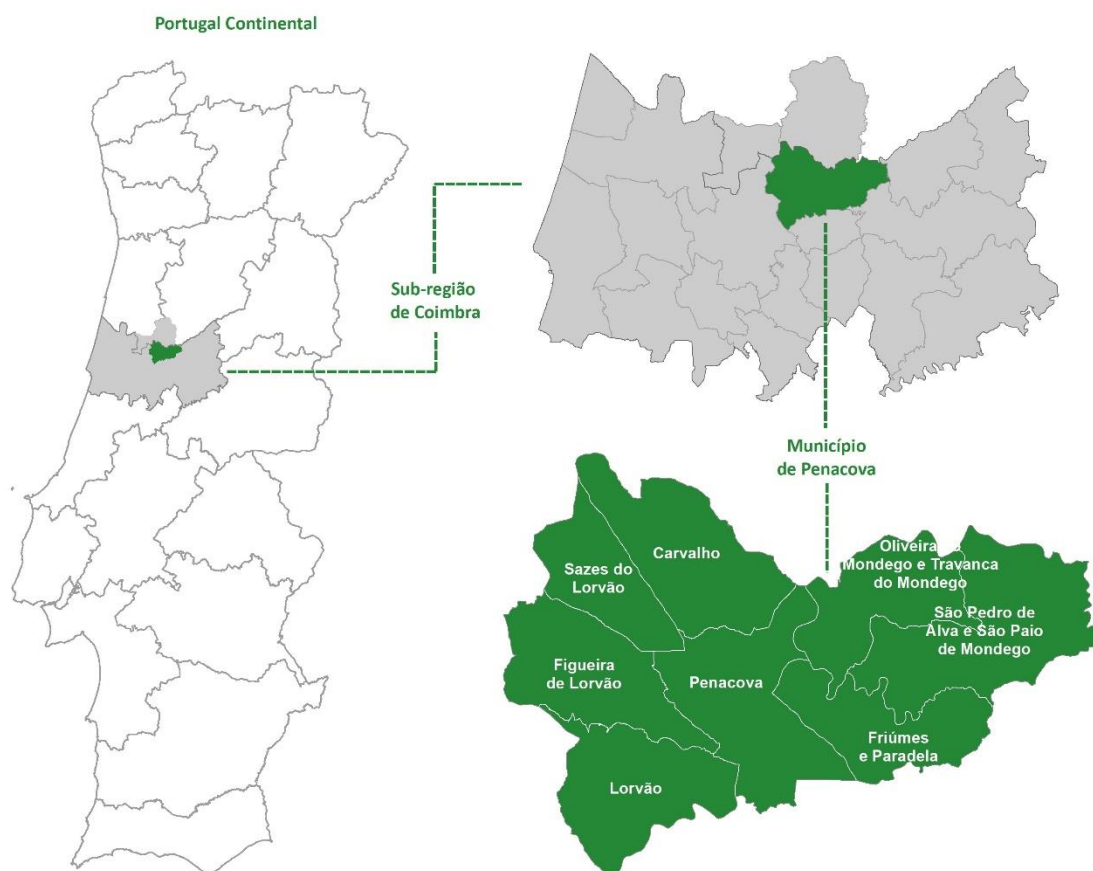 Portugal Continental
Sub-região
de Coimbra
Município
de Penacova
Carvalho
Sazes do
Lorvão
Oliveira
Mondego e Travanca
do Mondego
São Pedro de
Alva e São Paio
de Mondego
Figueira
de Lorvão
Penacova
Friúmes
e Paradela
Lorvão